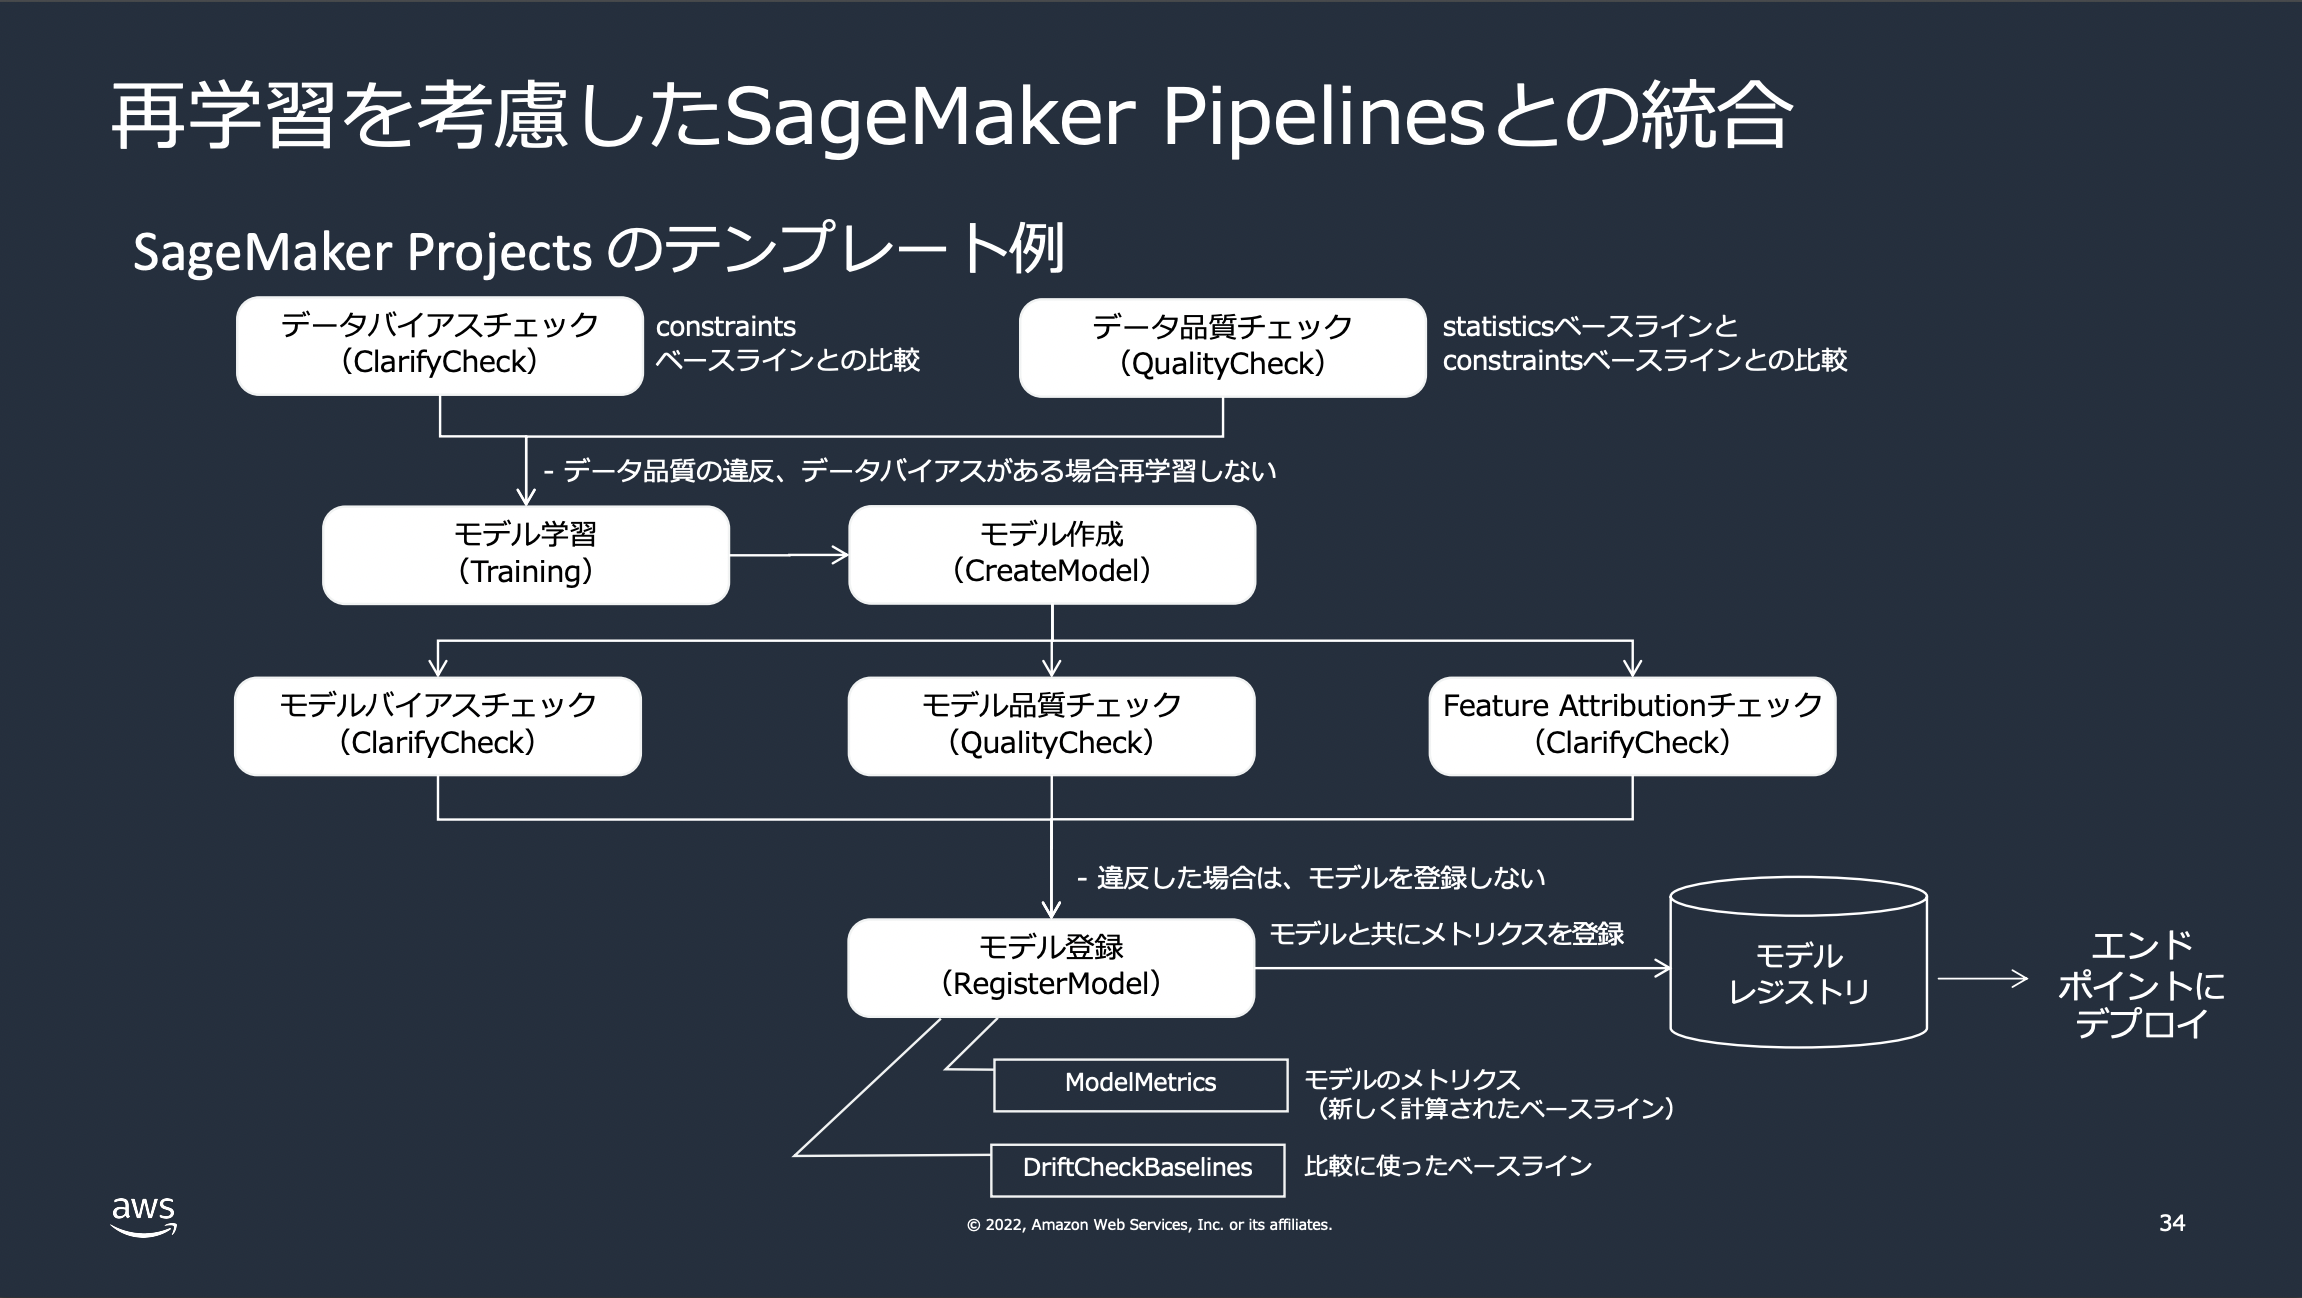 再学習を考慮したSageMaker Pipelinesとの統合
SageMaker Projects のテンプレート例
データバイアスチェック
（ClarifyCheck）
constraints
ベースラインとの比較
データ品質チェック
（QualityCheck）
statisticsベースラインと
constraintsベースラインとの比較
- データ品質の違反、データバイアスがある場合再学習しない
モデル学習
（Training）
モデル作成
（CreateModel）
モデルバイアスチェック
（ClarifyCheck）
モデル品質チェック
（QualityCheck）
Feature Attributionチェック
（ClarifyCheck）
- 違反した場合は、モデルを登録しない
モデル登録
（RegisterModel）
モデルと共にメトリクスを登録
モデル
レジストリ
エンド
ポイントに
デプロイ
ModelMetrics
モデルのメトリクス
（新しく計算されたベースライン）
DriftCheckBaselines
比較に使ったベースライン
aws
© 2022, Amazon Web Services, Inc. or its affiliates.
34